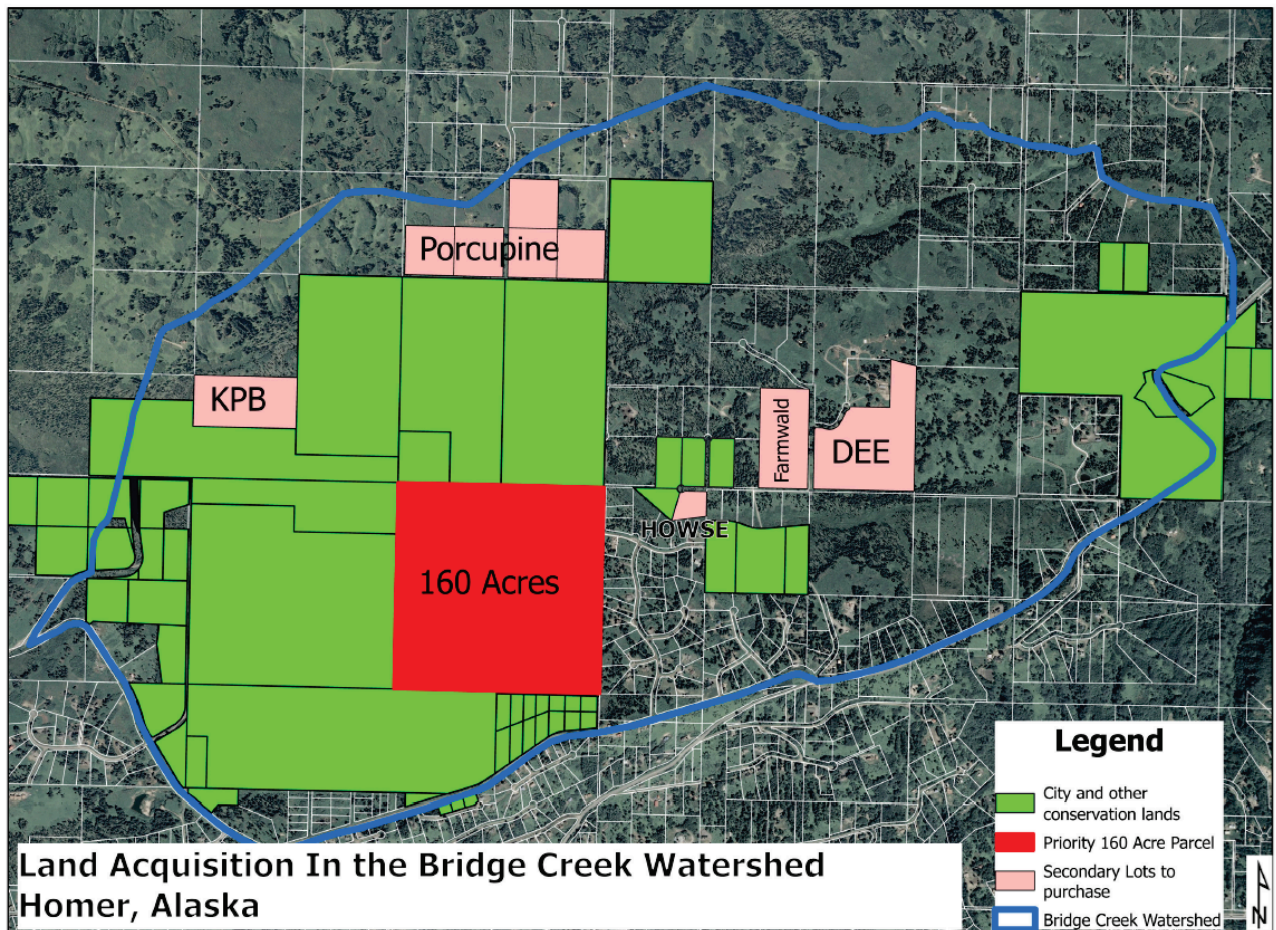 Porcupine
KPB
Farmwald
DEE
HOWSE
160 Acres
Legend
City and other
conservation lands
Priority 160 Acre Parcel
Secondary Lots to
purchase
Bridge Creek Watershed
Land Acquisition In the Bridge Creek Watershed
Homer, Alaska
N